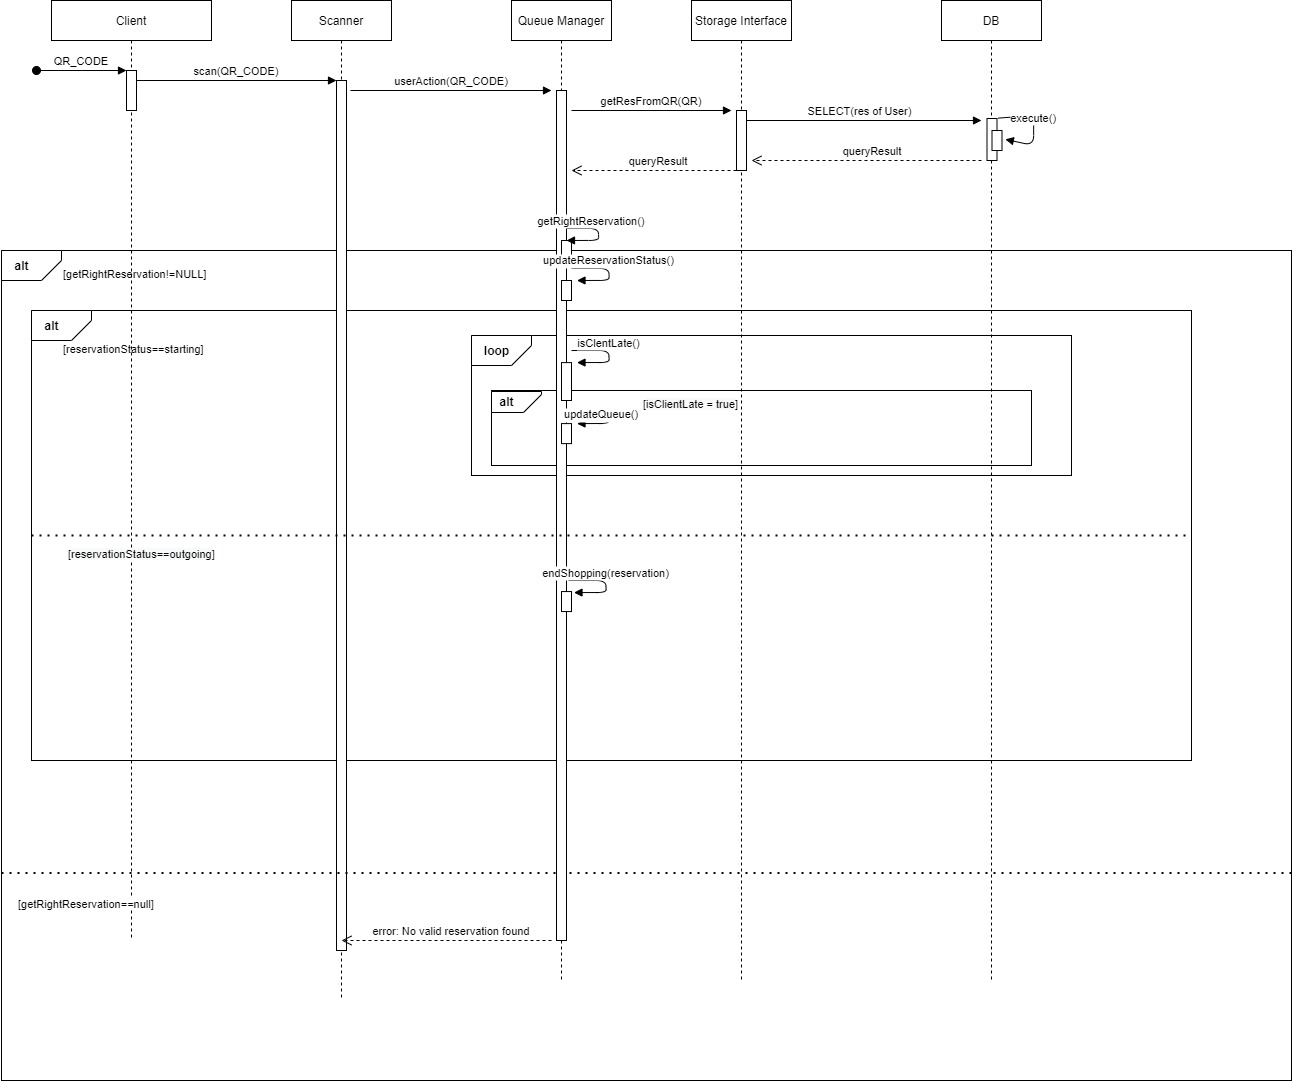 Client
Scanner
Queue Manager
Storage Interface
DB
QR_CODE
scan(QR_CODE)
userAction(QR_CODE)
getResFromQR(QR)
SELECT(res of User)
execute()
queryResult
queryResult
getRightReservation()
alt
[getRightReservation!=NULL]
updateReservationStatus()
alt
[reservationStatus==starting]
loop
isClentLate()
alt
[isClientLate = true]
updateQueue()
[reservationStatus==outgoing]
endShopping(reservation)
[getRightReservation==null]
error: No valid reservation found